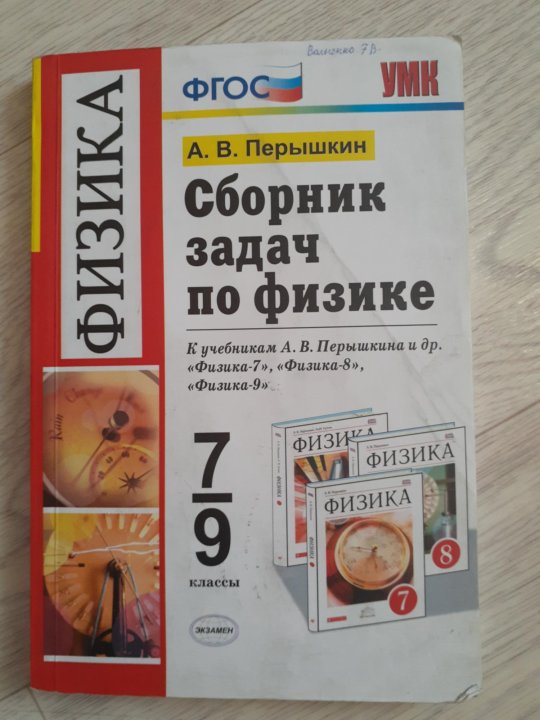 ФГОС
УМК
ФИЗИКА
А. В. Перышкин
Сборник
задач
по физике
К учебникам А. В. Перышкина и др.
«Физика-7», «Физика-8»,
«Физика-9»
7
9
классы
ФИЗИКА
ФИЗИКА
8
ФИЗИКА
7
ЭКЗАМЕН
Rain